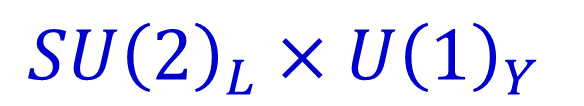 SU(2)_L × U(1)_Y